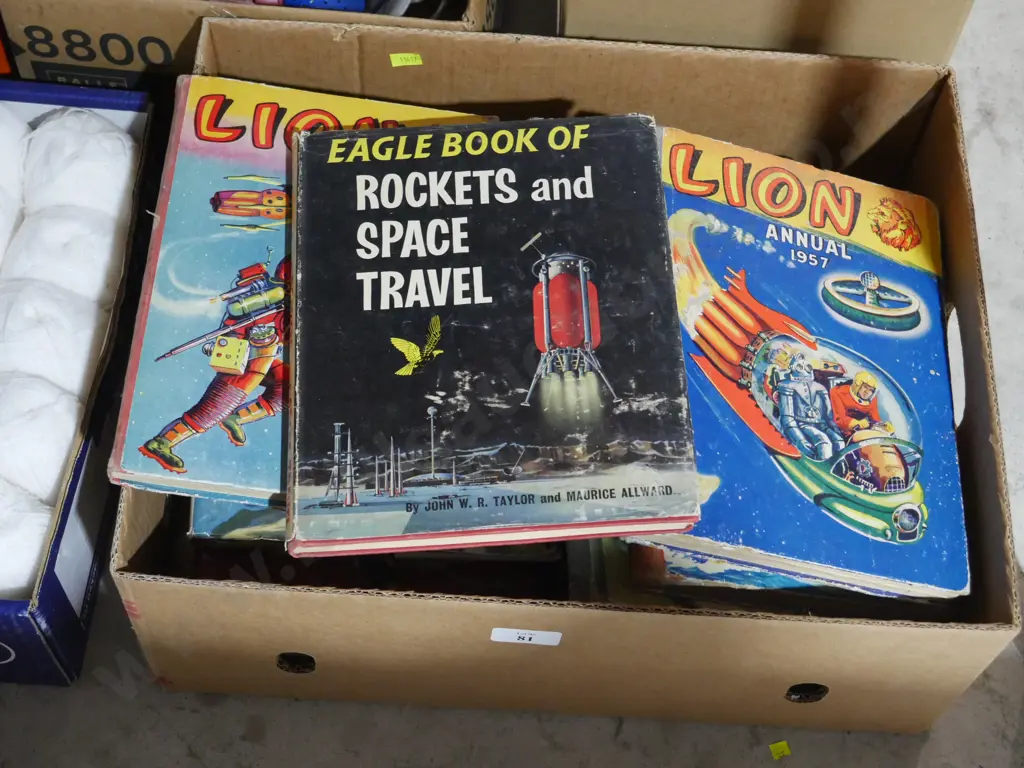 8800
BALLE
LION
EAGLE BOOK OF
ROCKETS and
SPACE
TRAVEL
By JOHN W. R. TAYLOR and MAURICE ALLWARD
LION
ANNUAL
1957
81